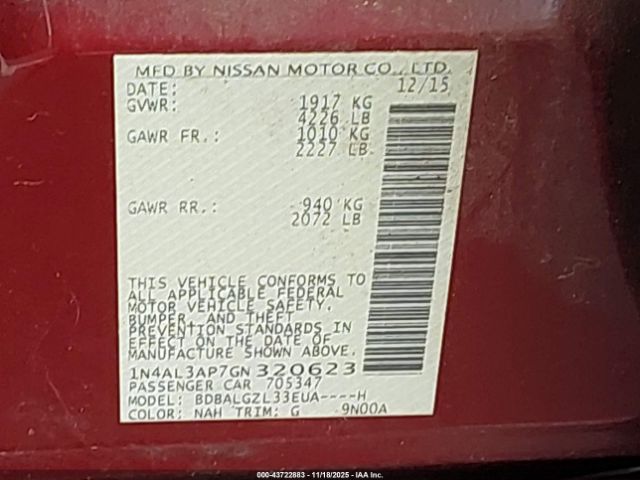 MFD BY NISSAN MOTOR CO., LTD.
DATE: 12/15
GVWR: 1917 KG
4226 LB
GAWR FR.: 1010 KG
2227 LB
GAWR RR.: 940 KG
2072 LB
THIS VEHICLE CONFORMS TO
ALL APPLICABLE FEDERAL
MOTOR VEHICLE SAFETY,
BUMPER, AND THEFT
PREVENTION STANDARDS IN
EFFECT ON THE DATE OF
MANUFACTURE SHOWN ABOVE.
1N4AL3AP7GN 320623
PASSENGER CAR 705347
MODEL: BDBALGZL33EUA----H
COLOR: NAH TRIM: G 9N00A
000-43722883 - 11/18/2025 - IAA Inc.